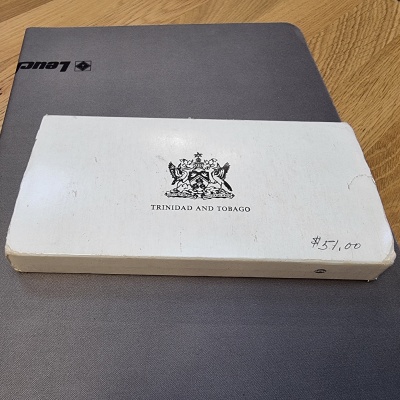 Leuc
TRINIDAD AND TOBAGO
$51.00